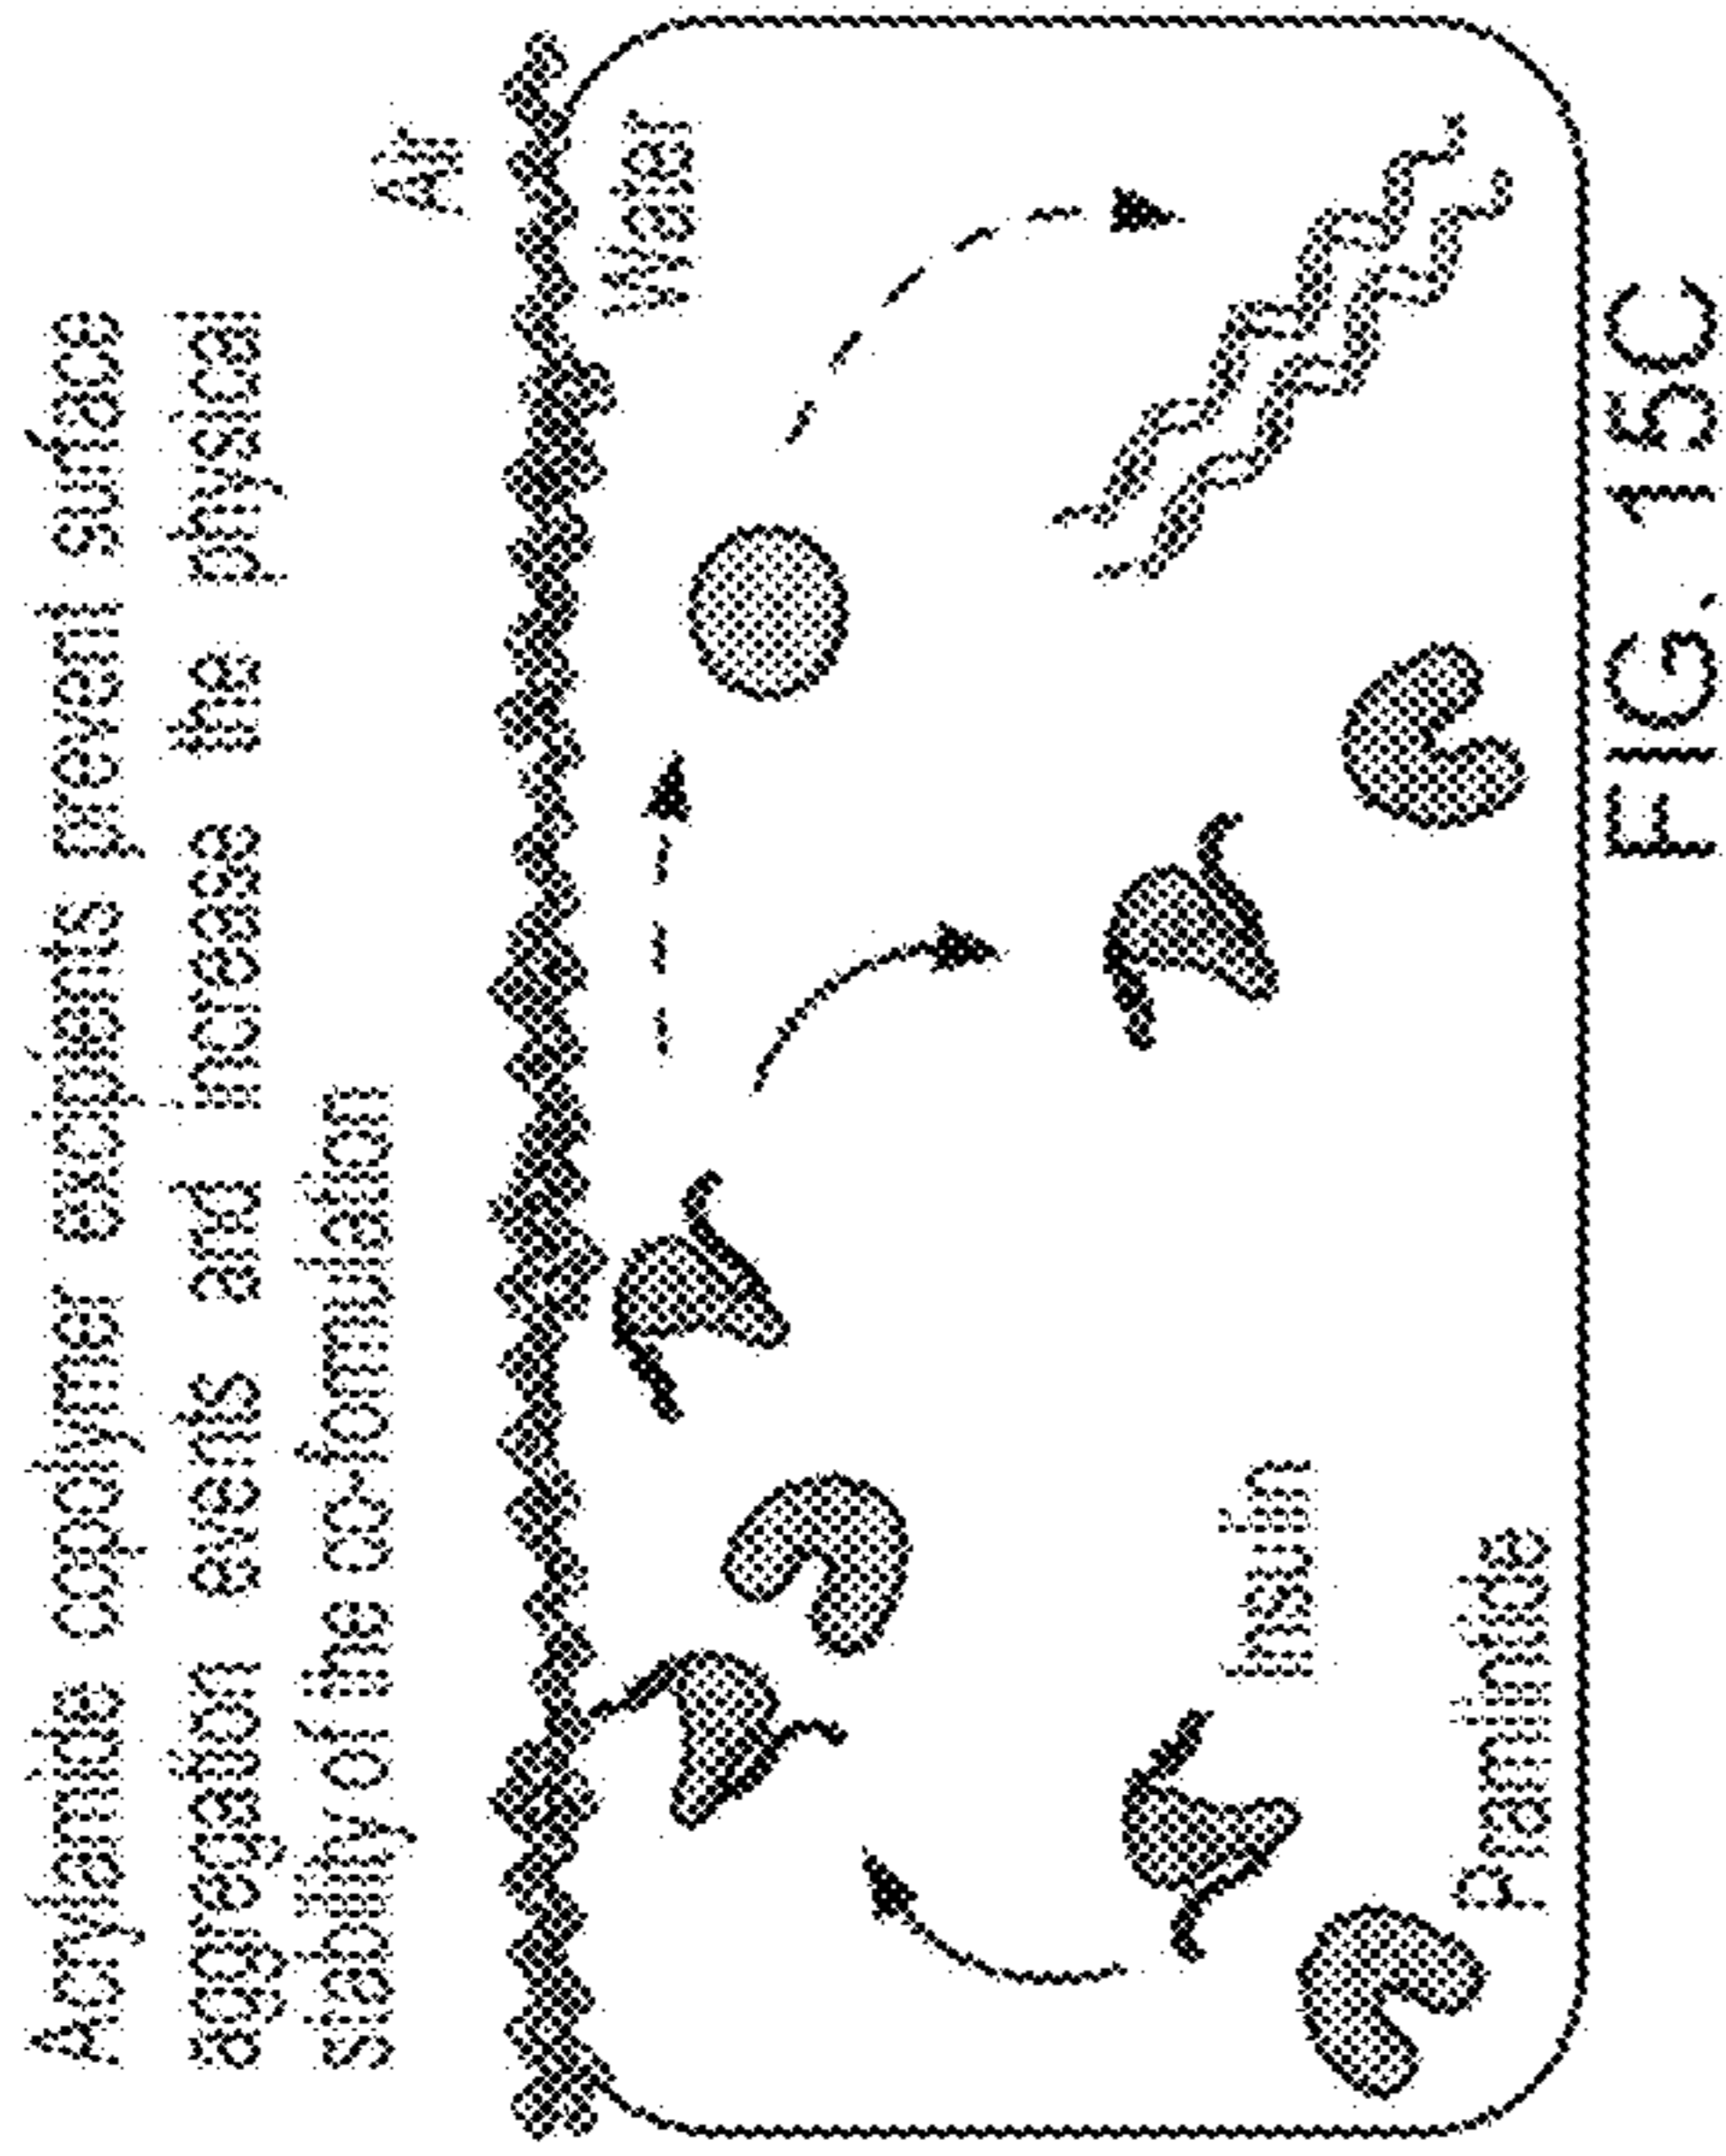 Acrylamide copolymer excipients prevent surface
aggregation events and increase the physical
stability of the co-formulation
Air
Water
Insulin
Pramlintide
FIG. 15C